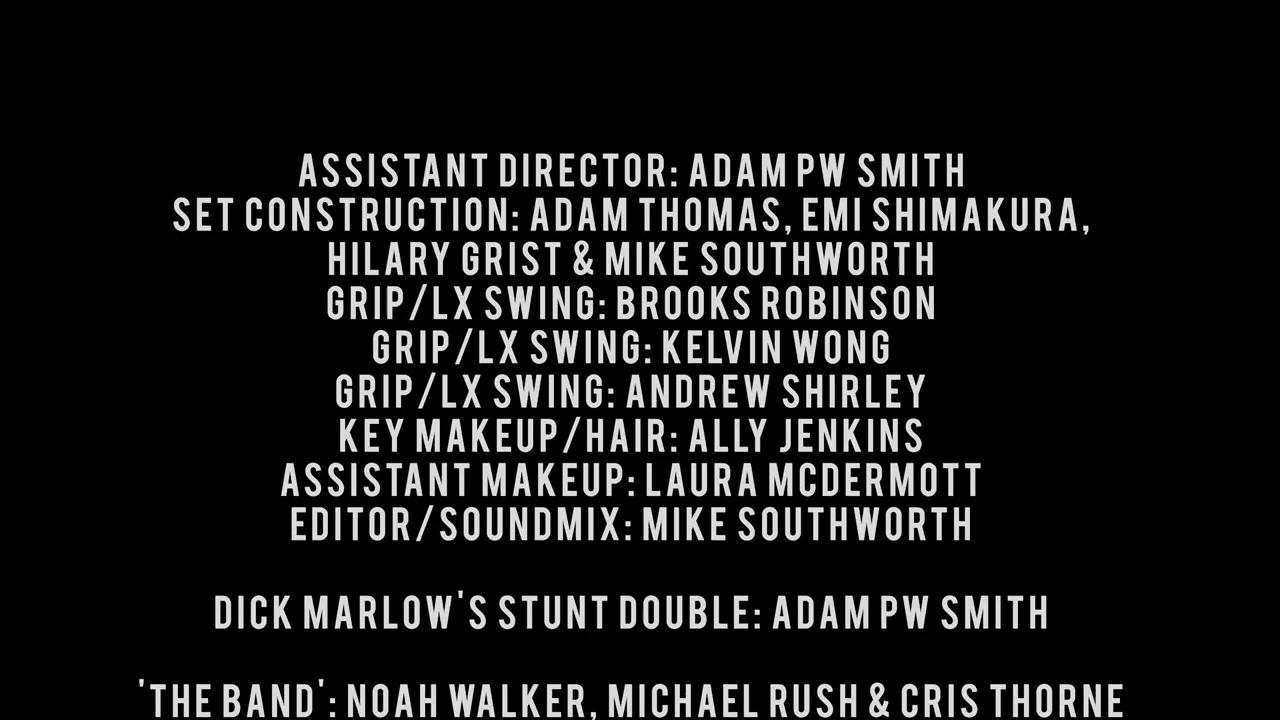 ASSISTANT DIRECTOR: ADAM PW SMITH
SET CONSTRUCTION: ADAM THOMAS, EMI SHIMAKURA,
HILARY GRIST & MIKE SOUTHWORTH
GRIP/LX SWING: BROOKS ROBINSON
GRIP/LX SWING: KELVIN WONG
GRIP/LX SWING: ANDREW SHIRLEY
KEY MAKEUP/HAIR: ALLY JENKINS
ASSISTANT MAKEUP: LAURA MCDERMOTT
EDITOR/SOUNDMIX: MIKE SOUTHWORTH
DICK MARLOW'S STUNT DOUBLE: ADAM PW SMITH
'THE BAND': NOAH WALKER, MICHAEL RUSH & CRIS THORNE